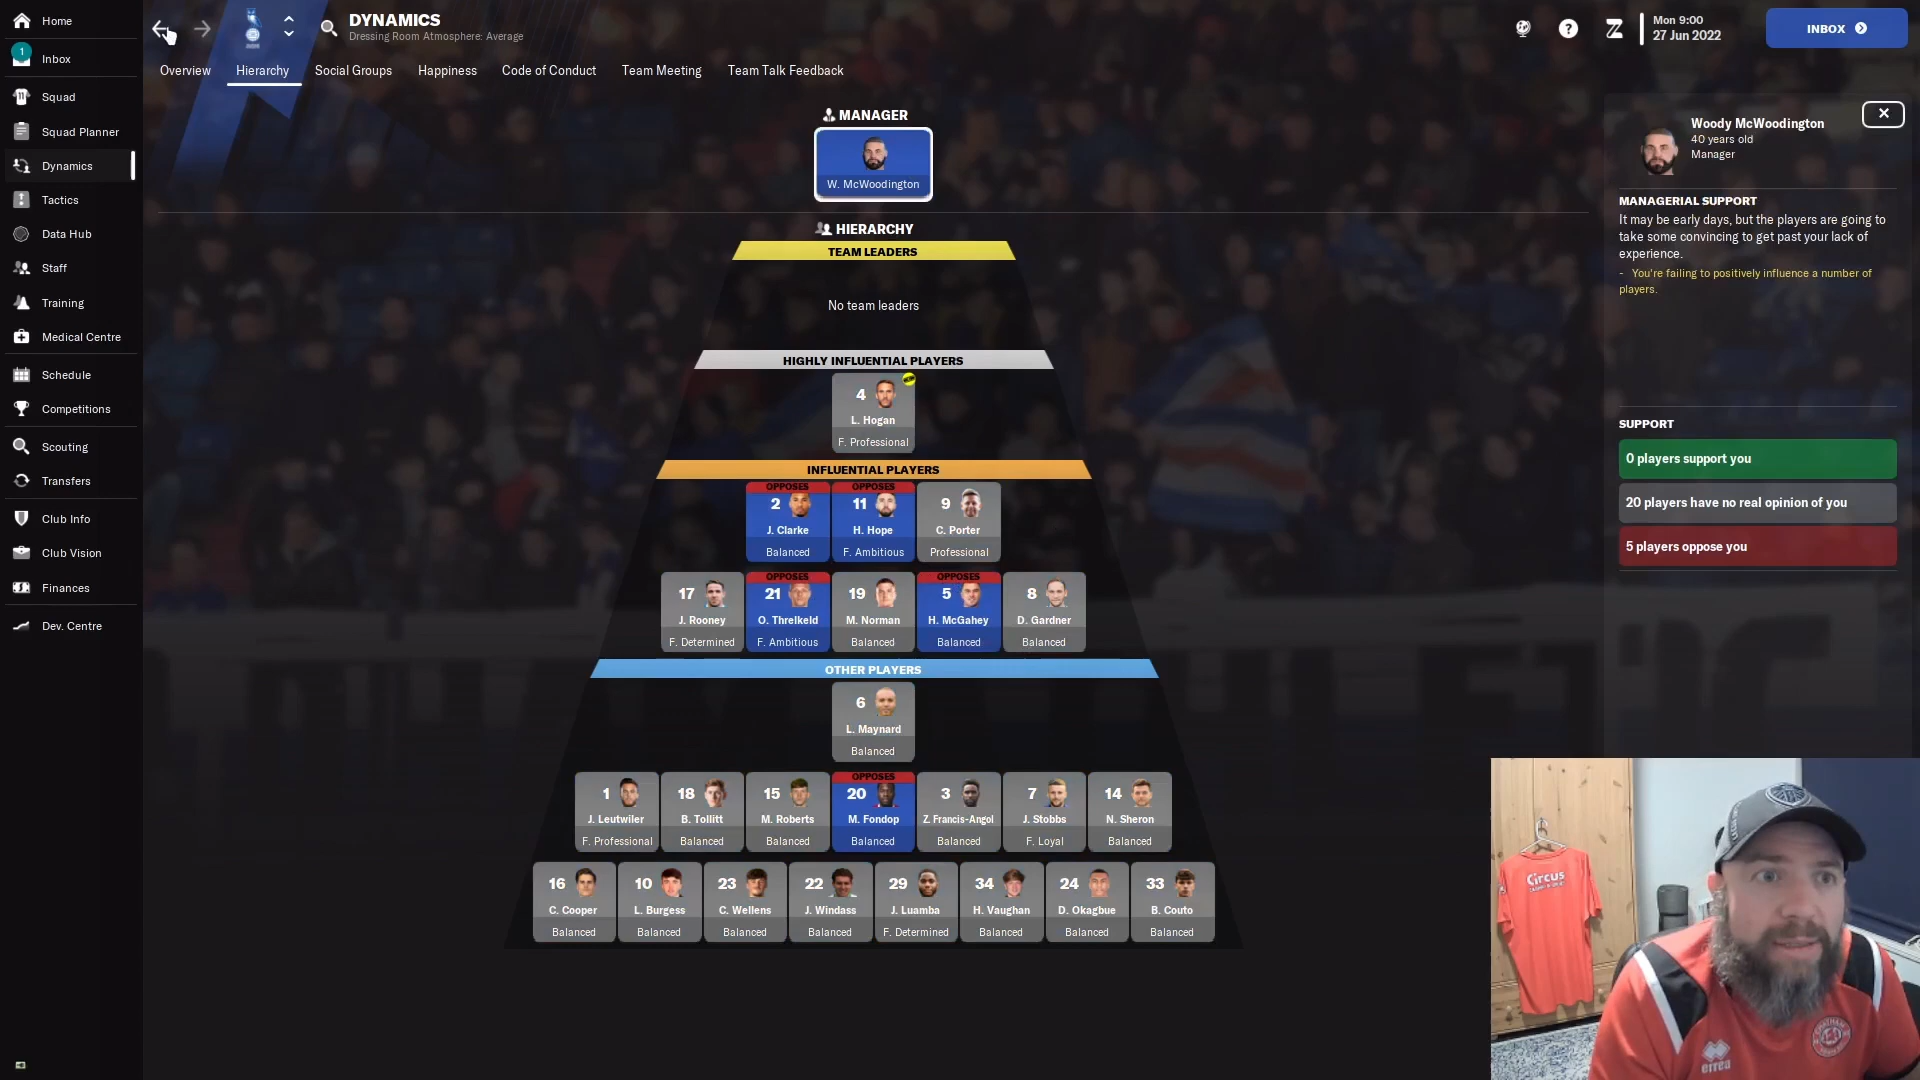 Home
1
Inbox
Squad
Squad Planner
Dynamics
Tactics
Data Hub
Staff
Training
Medical Centre
Schedule
Competitions
Scouting
Transfers
Club Info
Club Vision
Finances
Dev. Centre
DYNAMICS
Dressing Room Atmosphere: Average
Mon 9:00
27 Jun 2022
INBOX
Overview
Hierarchy
Social Groups
Happiness
Code of Conduct
Team Meeting
Team Talk Feedback
MANAGER
W. McWoodington
HIERARCHY
TEAM LEADERS
No team leaders
HIGHLY INFLUENTIAL PLAYERS
4
L. Hogan
F. Professional
INFLUENTIAL PLAYERS
OPPOSES
2
J. Clarke
Balanced
OPPOSES
11
H. Hope
F. Ambitious
9
C. Porter
Professional
17
J. Rooney
F. Determined
OPPOSES
21
O. Threlkeld
F. Ambitious
19
M. Norman
Balanced
OPPOSES
5
H. McGahey
Balanced
8
D. Gardner
Balanced
OTHER PLAYERS
6
L. Maynard
Balanced
1
J. Leutwiler
F. Professional
18
B. Tollitt
Balanced
15
M. Roberts
Balanced
OPPOSES
20
M. Fondop
Balanced
3
Z. Francis-Angol
Balanced
7
J. Stobbs
F. Loyal
14
N. Sheron
Balanced
16
C. Cooper
Balanced
10
L. Burgess
Balanced
23
C. Wellens
Balanced
22
J. Windass
Balanced
29
J. Luamba
F. Determined
34
H. Vaughan
Balanced
24
D. Okagbue
Balanced
33
B. Couto
Balanced
Woody McWoodington
40 years old
Manager
MANAGERIAL SUPPORT
It may be early days, but the players are going to
take some convincing to get past your lack of
experience.
- You're failing to positively influence a number of
players.
SUPPORT
0 players support you
20 players have no real opinion of you
5 players oppose you
Circus
errea